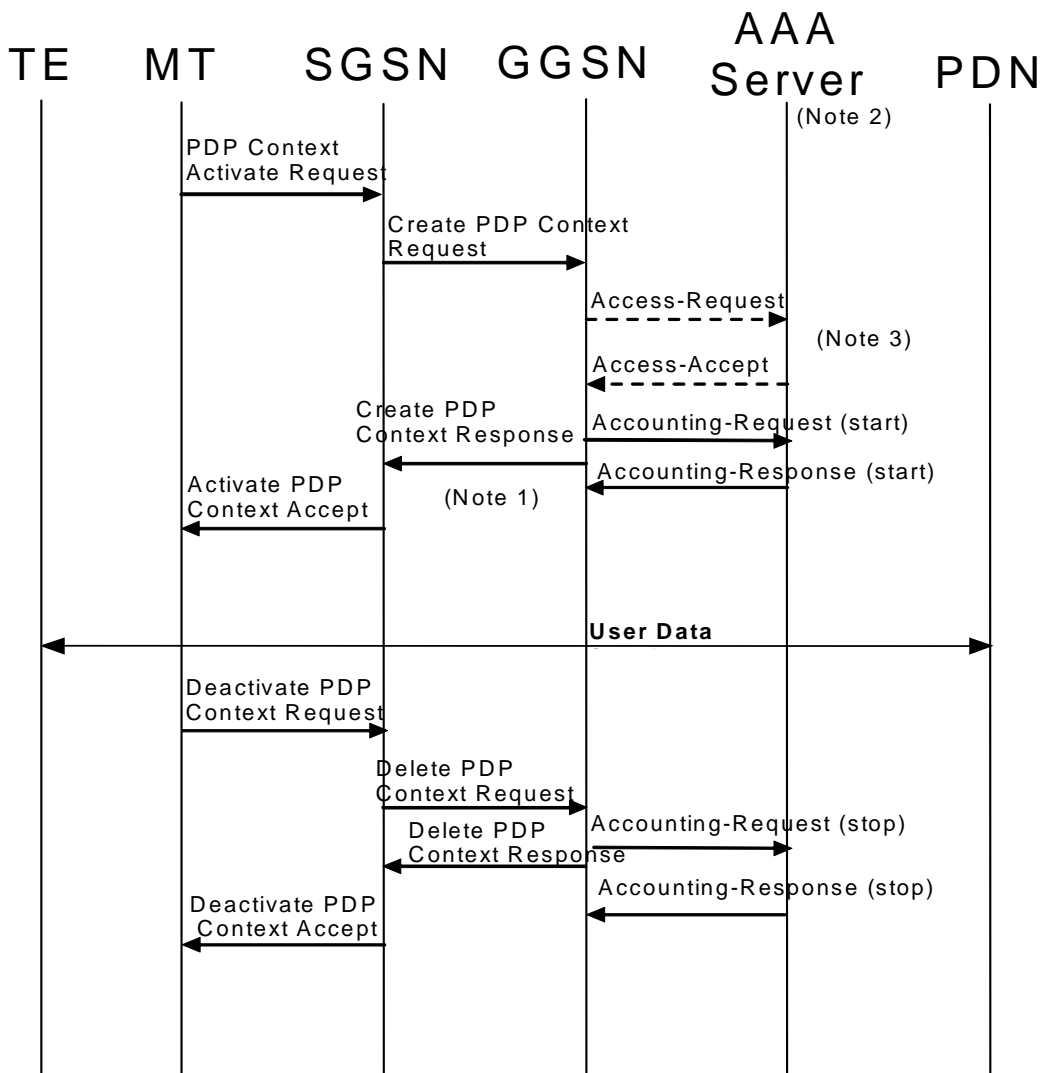 TE
MT
SGSN
GGSN
AAA
Server
PDN
(Note 2)
PDP Context
Activate Request
Create PDP Context
Request
Access-Request
(Note 3)
Access-Accept
Create PDP
Context Response
Accounting-Request (start)
Accounting-Response (start)
(Note 1)
Activate PDP
Context Accept
User Data
Deactivate PDP
Context Request
Delete PDP
Context Request
Accounting-Request (stop)
Delete PDP
Context Response
Accounting-Response (stop)
Deactivate PDP
Context Accept